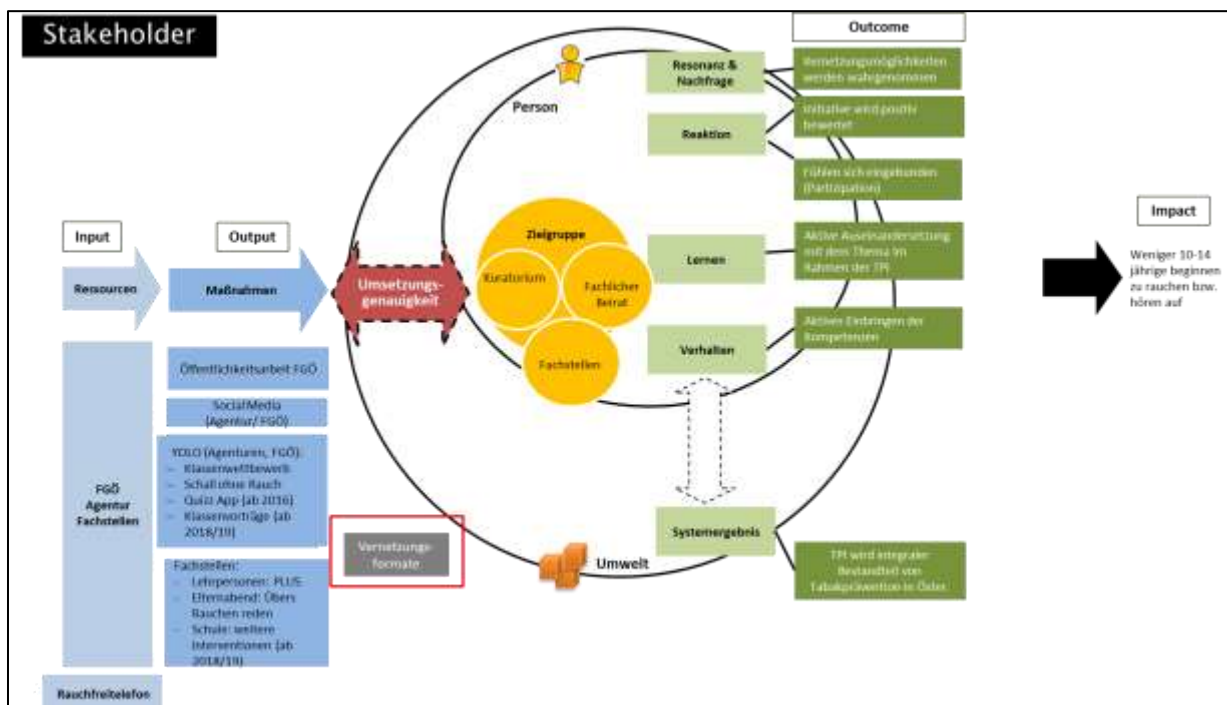 Stakeholder
Input
Ressourcen
FGÖ
Agentur
Fachstellen
Rauchfreitelefon
Output
Maßnahmen
Öffentlichkeitsarbeit FGÖ
Social Media
(Agentur/ FGÖ)
YOLO (Agenturen, FGÖ):
– Klassenwettbewerb
– Schall ohne Rauch
– Quizz App (ab 2016)
– Klassenvorträge (ab
2018/19)
Fachstellen:
– Lehrpersonen: PLUS
– Elternabend: Übers
Rauchen reden
– Schule: weitere
Interventionen (ab
2018/19)
Vernetzungs-
formate
Umsetzungs-
genauigkeit
Person
Zielgruppe
Kuratorium
Fachlicher
Beirat
Fachstellen
Umwelt
Resonanz &
Nachfrage
Reaktion
Lernen
Verhalten
Systemergebnis
Outcome
Vernetzungsmöglichkeiten
werden wahrgenommen
Initiative wird positiv
bewertet
Fühlen sich eingebunden
(Partizipation)
Aktive Auseinandersetzung
mit dem Thema im
Rahmen der TPI
Aktives Einbringen der
Kompetenzen
TPI wird integraler
Bestandteil von
Tabakprävention in Öster.
Impact
Weniger 10-14
jährige beginnen
zu rauchen bzw.
hören auf